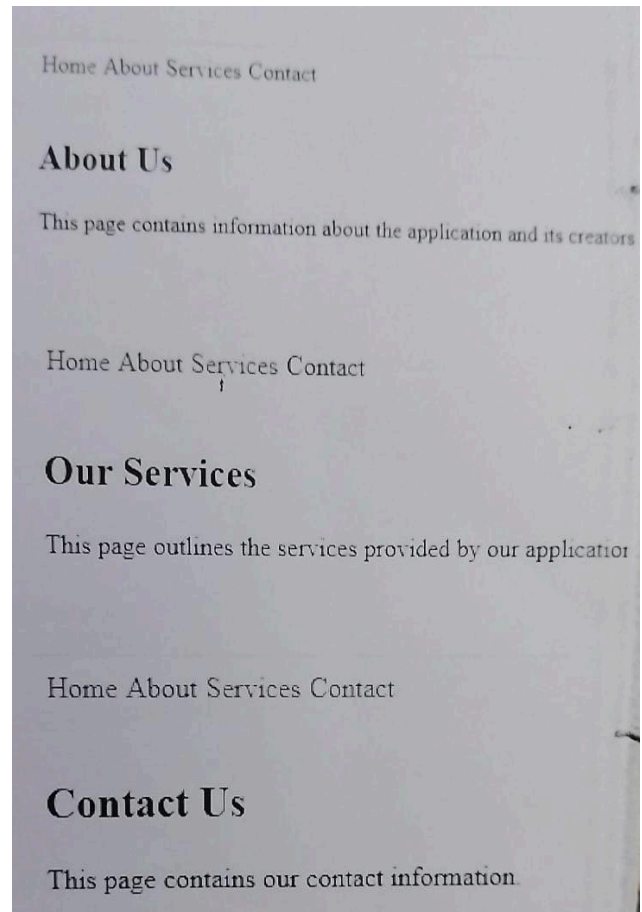 Home About Services Contact
About Us
This page contains information about the application and its creators
Home About Services Contact
Our Services
This page outlines the services provided by our application
Home About Services Contact
Contact Us
This page contains our contact information